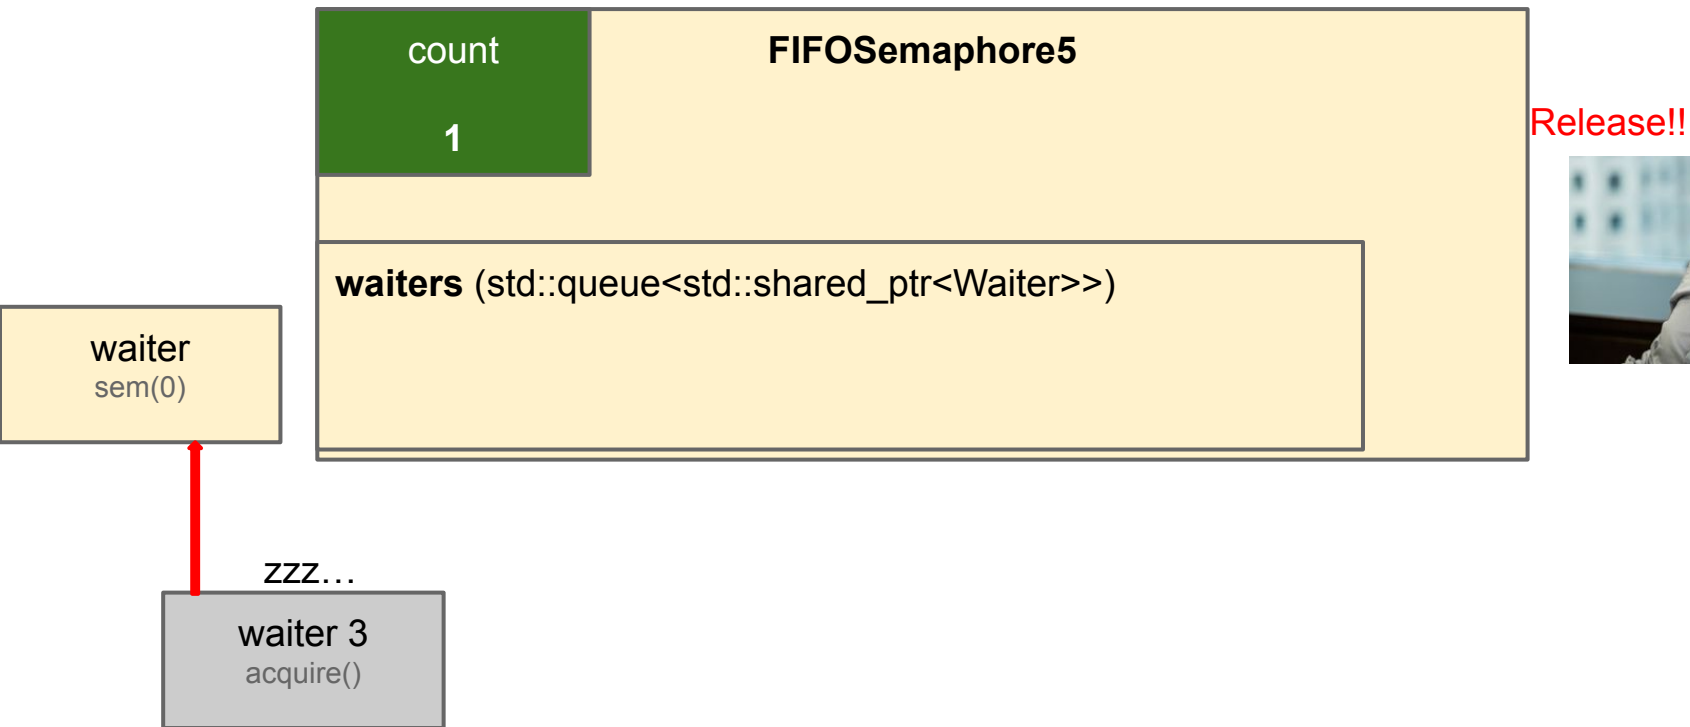 count
1
FIFOSemaphore5
Release!!
waiters (std::queue<std::shared_ptr<Waiter>>)
waiter
sem(0)
zzz…
waiter 3
acquire()